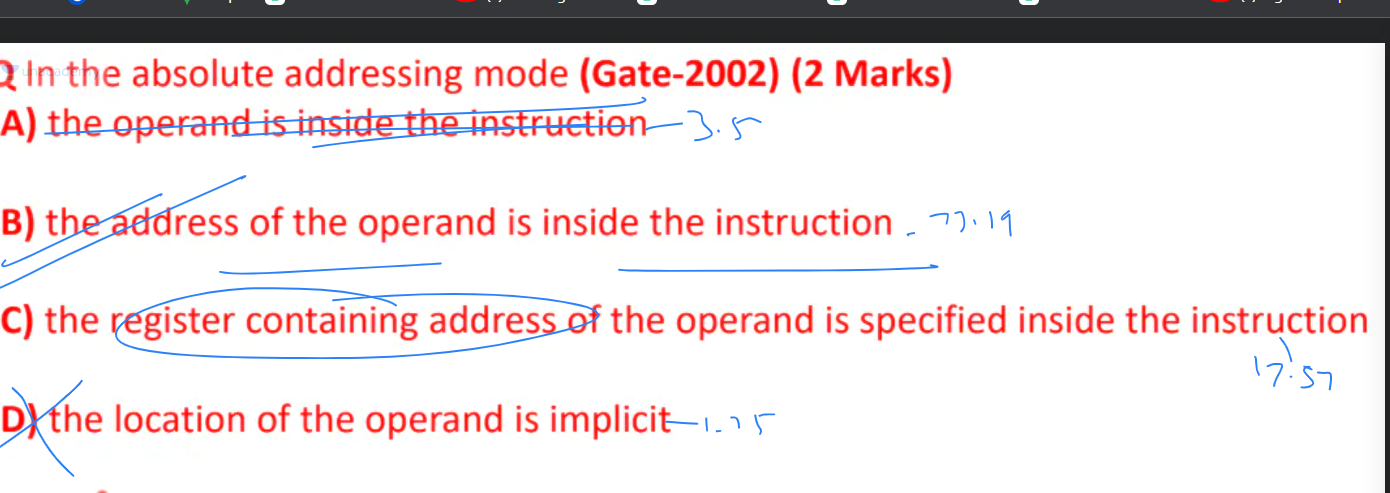 Q In the absolute addressing mode (Gate-2002) (2 Marks)
A) the operand is inside the instruction - 3.5
B) the address of the operand is inside the instruction - 77.19
C) the register containing address of the operand is specified inside the instruction
17.57
D) the location of the operand is implicit - 1.75